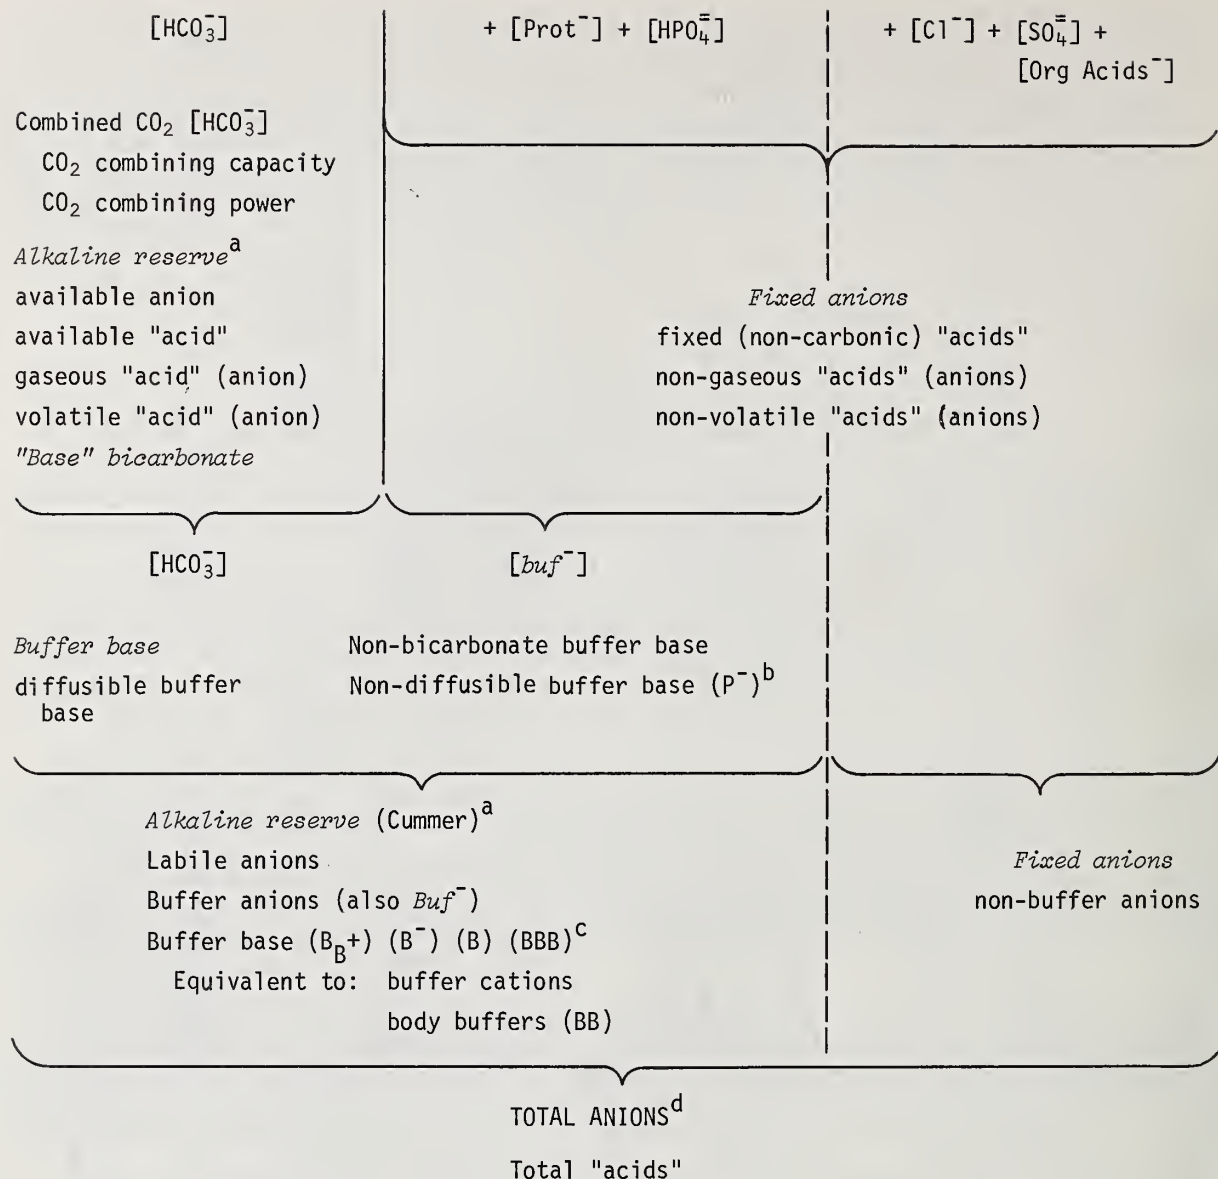 [HCO₃⁻] + [Prot⁻] + [HPO₄⁼] + [Cl⁻] + [SO₄⁼] +
[Org Acids⁻]
Combined CO₂ [HCO₃⁻]
CO₂ combining capacity
CO₂ combining power
Alkaline reserveᵃ
available anion
available "acid"
gaseous "acid" (anion)
volatile "acid" (anion)
"Base" bicarbonate
Fixed anions
fixed (non-carbonic) "acids"
non-gaseous "acids" (anions)
non-volatile "acids" (anions)
[HCO₃⁻] [buf⁻]
Buffer base
diffusible buffer
base
Non-bicarbonate buffer base
Non-diffusible buffer base (P⁻)ᵇ
Alkaline reserve (Cummer)ᵃ
Labile anions
Buffer anions (also Buf⁻)
Buffer base (B_B+) (B⁻) (B) (BBB)ᶜ
Equivalent to: buffer cations
body buffers (BB)
Fixed anions
non-buffer anions
TOTAL ANIONSᵈ
Total "acids"